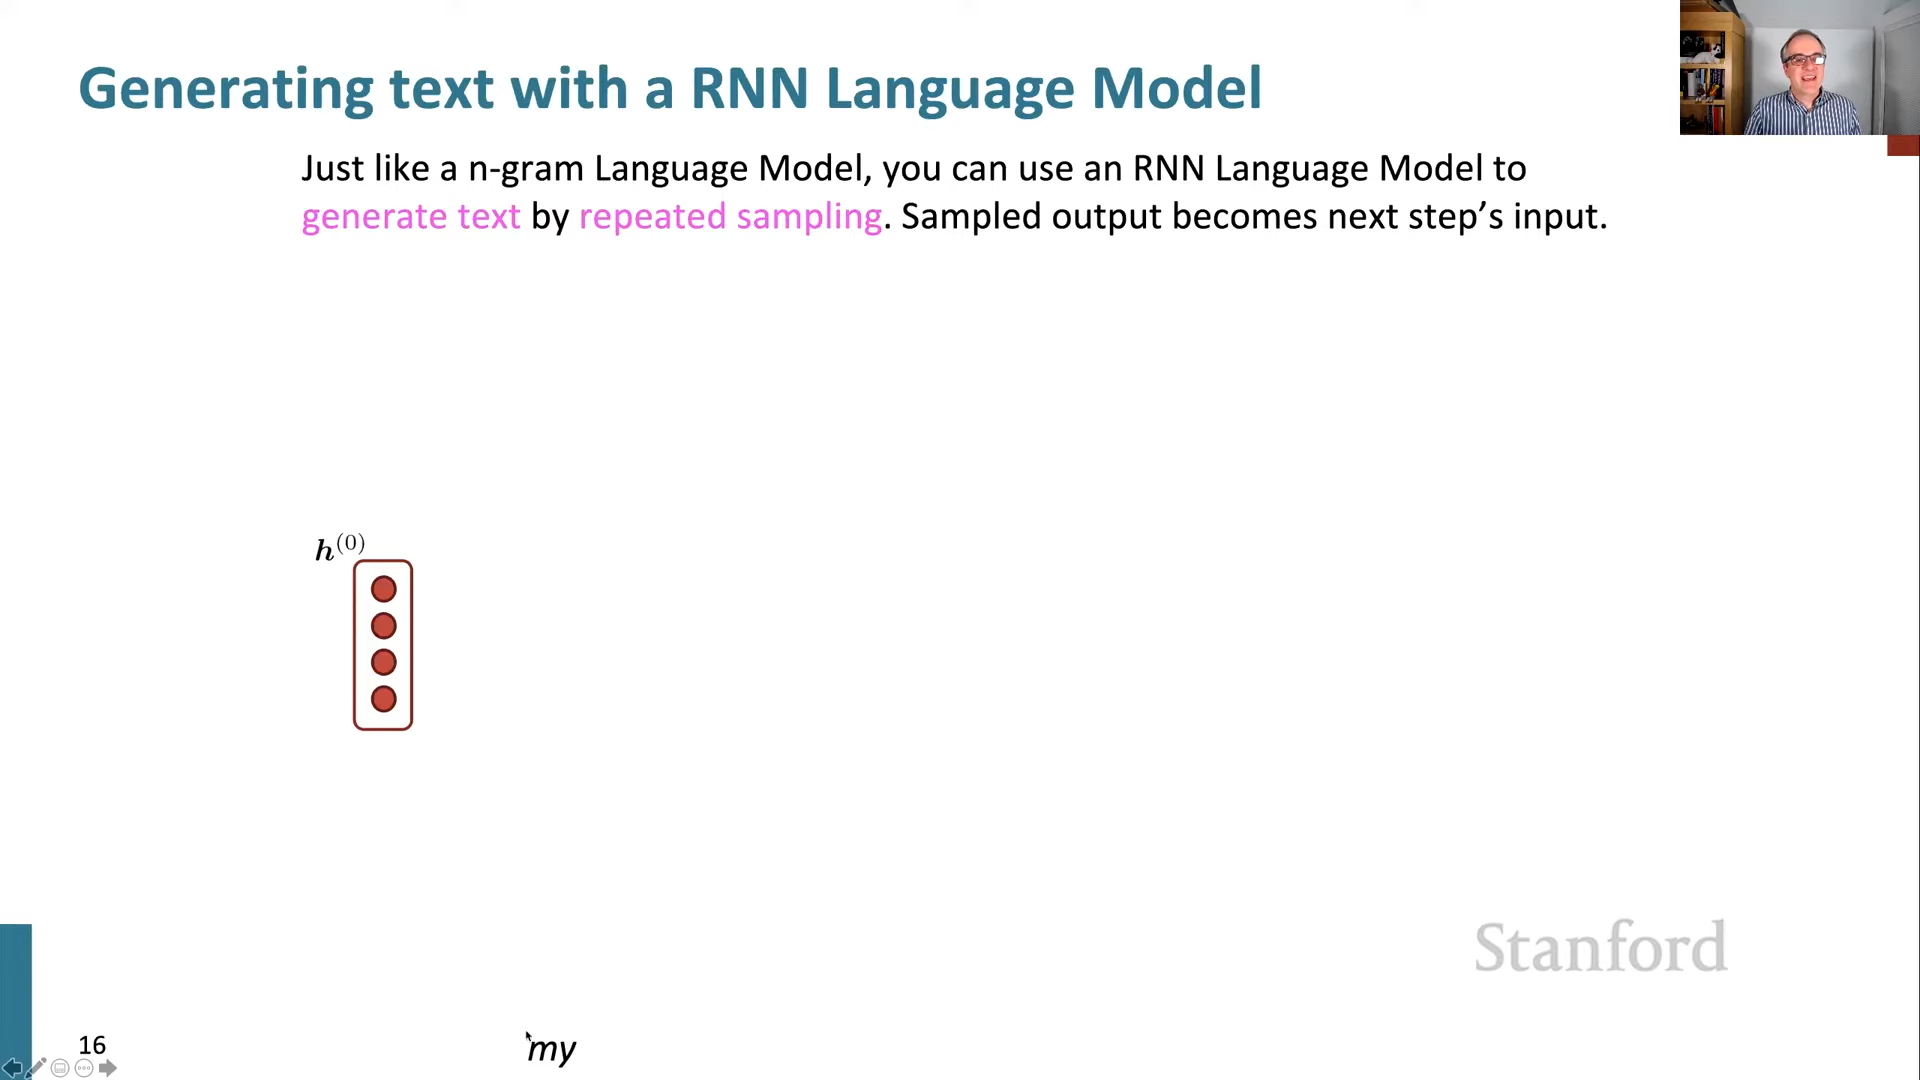 Generating text with a RNN Language Model
Just like a n-gram Language Model, you can use an RNN Language Model to
generate text by repeated sampling. Sampled output becomes next step’s input.
h⁽⁰⁾
Stanford
16
my